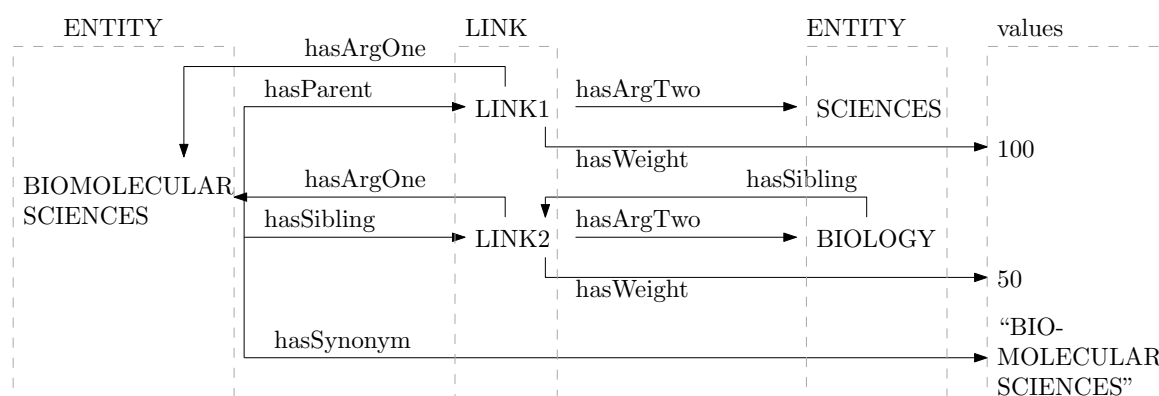 ENTITY LINK ENTITY values
hasArgOne
hasParent LINK1 hasArgTwo SCIENCES
hasWeight 100
BIOMOLECULAR
SCIENCES
hasArgOne hasSibling
hasSibling LINK2 hasArgTwo BIOLOGY
hasWeight 50
hasSynonym
“BIO-
MOLECULAR
SCIENCES”